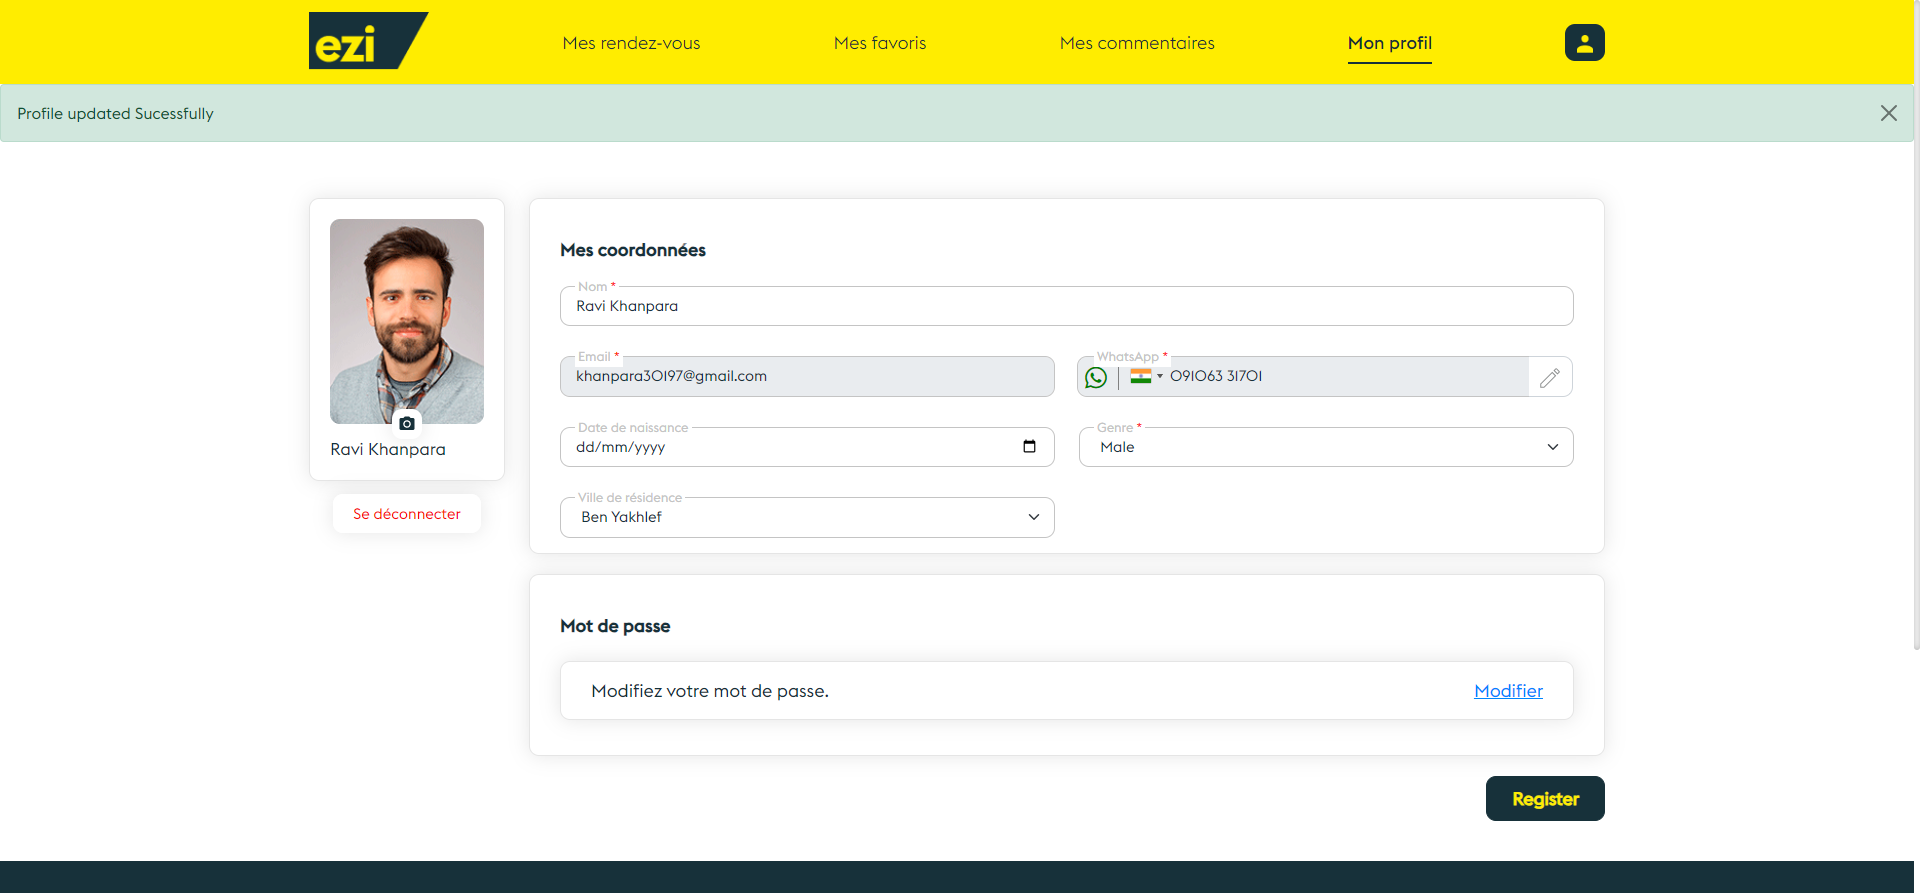 ezi
Mes rendez-vous
Mes favoris
Mes commentaires
Mon profil
Profile updated Sucessfully
Ravi Khanpara
Se déconnecter
Mes coordonnées
Nom *
Ravi Khanpara
Email *
khanpara30197@gmail.com
WhatsApp *
091063 31701
Date de naissance
dd/mm/yyyy
Genre *
Male
Ville de résidence
Ben Yakhlef
Mot de passe
Modifiez votre mot de passe.
Modifier
Register